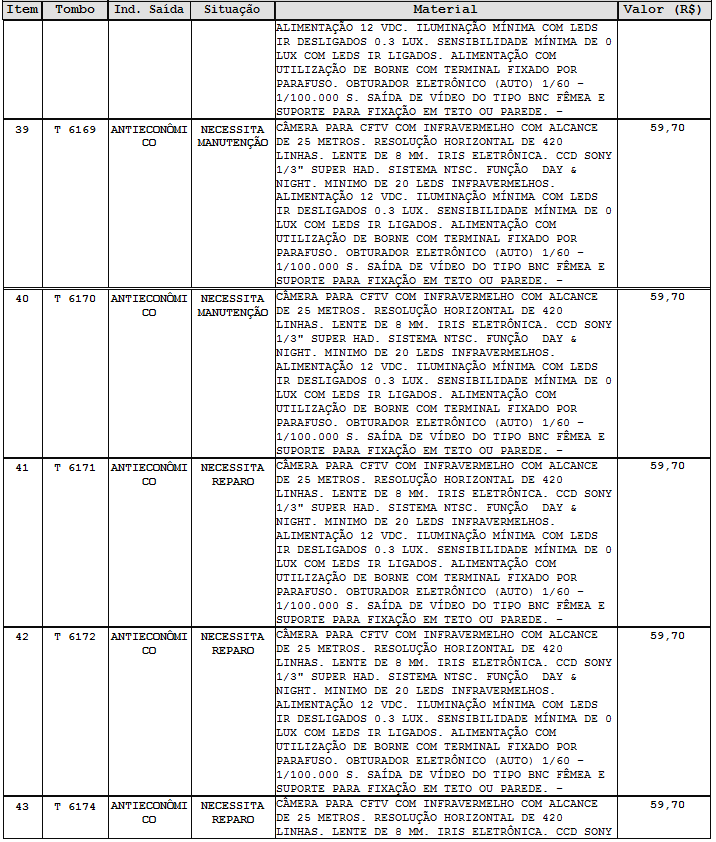 Item Tombo Ind. Saída Situação Material Valor (R$)
ALIMENTAÇÃO 12 VDC. ILUMINAÇÃO MÍNIMA COM LEDS
IR DESLIGADOS 0.3 LUX. SENSIBILIDADE MÍNIMA DE 0
LUX COM LEDS IR LIGADOS. ALIMENTAÇÃO COM
UTILIZAÇÃO DE BORNE COM TERMINAL FIXADO POR
PARAFUSO. OBTURADOR ELETRÔNICO (AUTO) 1/60 –
1/100.000 S. SAÍDA DE VÍDEO DO TIPO BNC FÊMEA E
SUPORTE PARA FIXAÇÃO EM TETO OU PAREDE. –
39 T 6169 ANTIECONÔMI NECESSITA CÂMERA PARA CFTV COM INFRAVERMELHO COM ALCANCE 59,70
CO MANUTENÇÃO DE 25 METROS. RESOLUÇÃO HORIZONTAL DE 420
LINHAS. LENTE DE 8 MM. IRIS ELETRÔNICA. CCD SONY
1/3" SUPER HAD. SISTEMA NTSC. FUNÇÃO  DAY &
NIGHT. MINIMO DE 20 LEDS INFRAVERMELHOS.
ALIMENTAÇÃO 12 VDC. ILUMINAÇÃO MÍNIMA COM LEDS
IR DESLIGADOS 0.3 LUX. SENSIBILIDADE MÍNIMA DE 0
LUX COM LEDS IR LIGADOS. ALIMENTAÇÃO COM
UTILIZAÇÃO DE BORNE COM TERMINAL FIXADO POR
PARAFUSO. OBTURADOR ELETRÔNICO (AUTO) 1/60 –
1/100.000 S. SAÍDA DE VÍDEO DO TIPO BNC FÊMEA E
SUPORTE PARA FIXAÇÃO EM TETO OU PAREDE. –
40 T 6170 ANTIECONÔMI NECESSITA CÂMERA PARA CFTV COM INFRAVERMELHO COM ALCANCE 59,70
CO MANUTENÇÃO DE 25 METROS. RESOLUÇÃO HORIZONTAL DE 420
LINHAS. LENTE DE 8 MM. IRIS ELETRÔNICA. CCD SONY
1/3" SUPER HAD. SISTEMA NTSC. FUNÇÃO  DAY &
NIGHT. MINIMO DE 20 LEDS INFRAVERMELHOS.
ALIMENTAÇÃO 12 VDC. ILUMINAÇÃO MÍNIMA COM LEDS
IR DESLIGADOS 0.3 LUX. SENSIBILIDADE MÍNIMA DE 0
LUX COM LEDS IR LIGADOS. ALIMENTAÇÃO COM
UTILIZAÇÃO DE BORNE COM TERMINAL FIXADO POR
PARAFUSO. OBTURADOR ELETRÔNICO (AUTO) 1/60 –
1/100.000 S. SAÍDA DE VÍDEO DO TIPO BNC FÊMEA E
SUPORTE PARA FIXAÇÃO EM TETO OU PAREDE. –
41 T 6171 ANTIECONÔMI NECESSITA CÂMERA PARA CFTV COM INFRAVERMELHO COM ALCANCE 59,70
CO REPARO DE 25 METROS. RESOLUÇÃO HORIZONTAL DE 420
LINHAS. LENTE DE 8 MM. IRIS ELETRÔNICA. CCD SONY
1/3" SUPER HAD. SISTEMA NTSC. FUNÇÃO  DAY &
NIGHT. MINIMO DE 20 LEDS INFRAVERMELHOS.
ALIMENTAÇÃO 12 VDC. ILUMINAÇÃO MÍNIMA COM LEDS
IR DESLIGADOS 0.3 LUX. SENSIBILIDADE MÍNIMA DE 0
LUX COM LEDS IR LIGADOS. ALIMENTAÇÃO COM
UTILIZAÇÃO DE BORNE COM TERMINAL FIXADO POR
PARAFUSO. OBTURADOR ELETRÔNICO (AUTO) 1/60 –
1/100.000 S. SAÍDA DE VÍDEO DO TIPO BNC FÊMEA E
SUPORTE PARA FIXAÇÃO EM TETO OU PAREDE. –
42 T 6172 ANTIECONÔMI NECESSITA CÂMERA PARA CFTV COM INFRAVERMELHO COM ALCANCE 59,70
CO REPARO DE 25 METROS. RESOLUÇÃO HORIZONTAL DE 420
LINHAS. LENTE DE 8 MM. IRIS ELETRÔNICA. CCD SONY
1/3" SUPER HAD. SISTEMA NTSC. FUNÇÃO  DAY &
NIGHT. MINIMO DE 20 LEDS INFRAVERMELHOS.
ALIMENTAÇÃO 12 VDC. ILUMINAÇÃO MÍNIMA COM LEDS
IR DESLIGADOS 0.3 LUX. SENSIBILIDADE MÍNIMA DE 0
LUX COM LEDS IR LIGADOS. ALIMENTAÇÃO COM
UTILIZAÇÃO DE BORNE COM TERMINAL FIXADO POR
PARAFUSO. OBTURADOR ELETRÔNICO (AUTO) 1/60 –
1/100.000 S. SAÍDA DE VÍDEO DO TIPO BNC FÊMEA E
SUPORTE PARA FIXAÇÃO EM TETO OU PAREDE. –
43 T 6174 ANTIECONÔMI NECESSITA CÂMERA PARA CFTV COM INFRAVERMELHO COM ALCANCE 59,70
CO REPARO DE 25 METROS. RESOLUÇÃO HORIZONTAL DE 420
LINHAS. LENTE DE 8 MM. IRIS ELETRÔNICA. CCD SONY